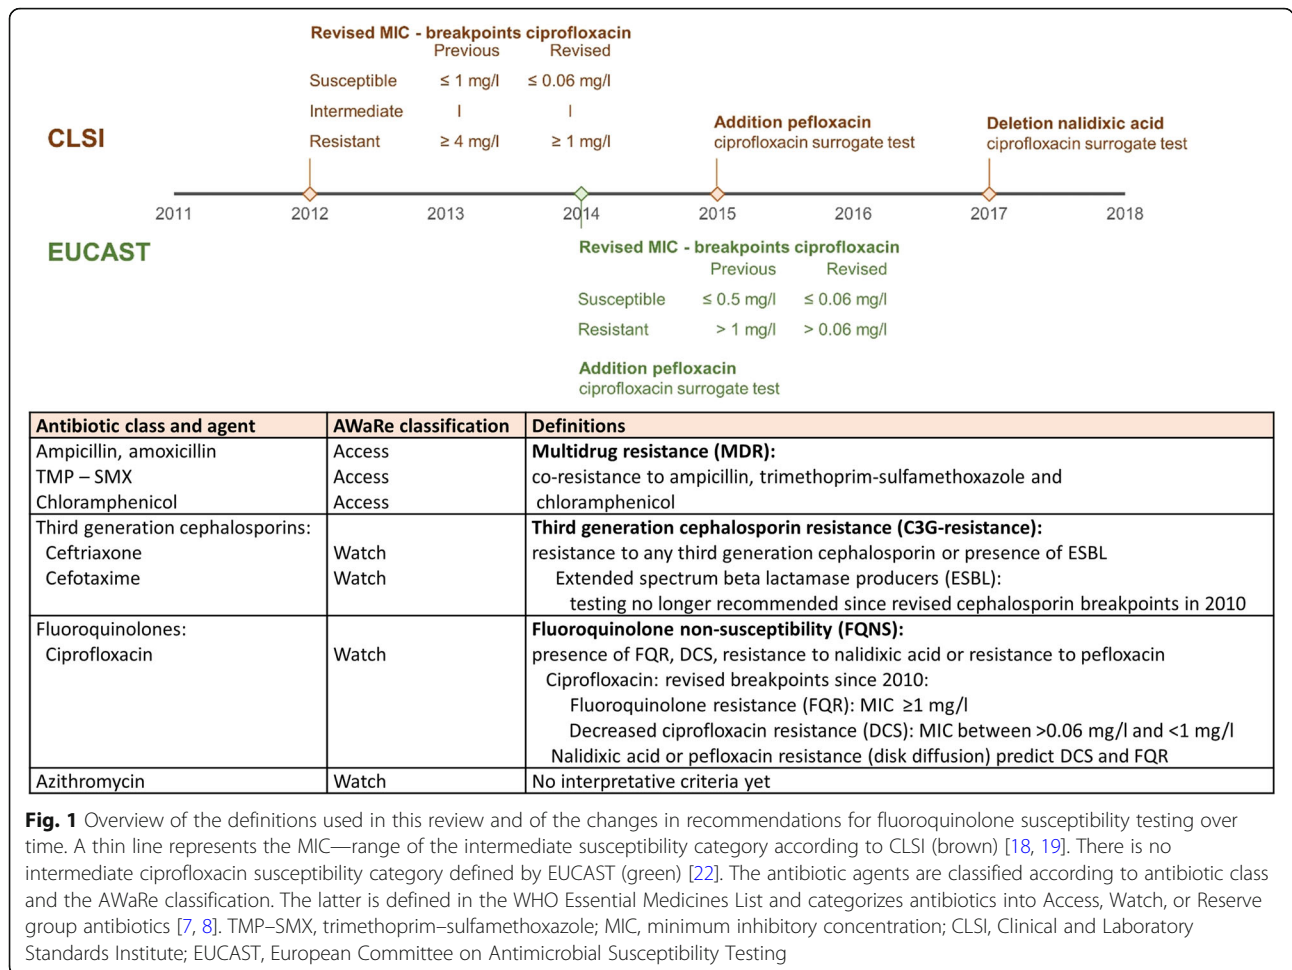 Revised MIC - breakpoints ciprofloxacin
Previous Revised
Susceptible ≤ 1 mg/l ≤ 0.06 mg/l
Intermediate | |
Resistant ≥ 4 mg/l ≥ 1 mg/l
CLSI
Addition pefloxacin
ciprofloxacin surrogate test
Deletion nalidixic acid
ciprofloxacin surrogate test
2011 2012 2013 2014 2015 2016 2017 2018
EUCAST
Revised MIC - breakpoints ciprofloxacin
Previous Revised
Susceptible ≤ 0.5 mg/l ≤ 0.06 mg/l
Resistant > 1 mg/l > 0.06 mg/l
Addition pefloxacin
ciprofloxacin surrogate test
Antibiotic class and agent AWaRe classification Definitions
Ampicillin, amoxicillin Access Multidrug resistance (MDR):
TMP – SMX Access co-resistance to ampicillin, trimethoprim-sulfamethoxazole and
Chloramphenicol Access chloramphenicol
Third generation cephalosporins: Third generation cephalosporin resistance (C3G-resistance):
Ceftriaxone Watch resistance to any third generation cephalosporin or presence of ESBL
Cefotaxime Watch Extended spectrum beta lactamase producers (ESBL):
testing no longer recommended since revised cephalosporin breakpoints in 2010
Fluoroquinolones: Fluoroquinolone non-susceptibility (FQNS):
Ciprofloxacin Watch presence of FQR, DCS, resistance to nalidixic acid or resistance to pefloxacin
Ciprofloxacin: revised breakpoints since 2010:
Fluoroquinolone resistance (FQR): MIC ≥1 mg/l
Decreased ciprofloxacin resistance (DCS): MIC between >0.06 mg/l and <1 mg/l
Nalidixic acid or pefloxacin resistance (disk diffusion) predict DCS and FQR
Azithromycin Watch No interpretative criteria yet
Fig. 1 Overview of the definitions used in this review and of the changes in recommendations for fluoroquinolone susceptibility testing over
time. A thin line represents the MIC—range of the intermediate susceptibility category according to CLSI (brown) [18, 19]. There is no
intermediate ciprofloxacin susceptibility category defined by EUCAST (green) [22]. The antibiotic agents are classified according to antibiotic class
and the AWaRe classification. The latter is defined in the WHO Essential Medicines List and categorizes antibiotics into Access, Watch, or Reserve
group antibiotics [7, 8]. TMP–SMX, trimethoprim–sulfamethoxazole; MIC, minimum inhibitory concentration; CLSI, Clinical and Laboratory
Standards Institute; EUCAST, European Committee on Antimicrobial Susceptibility Testing